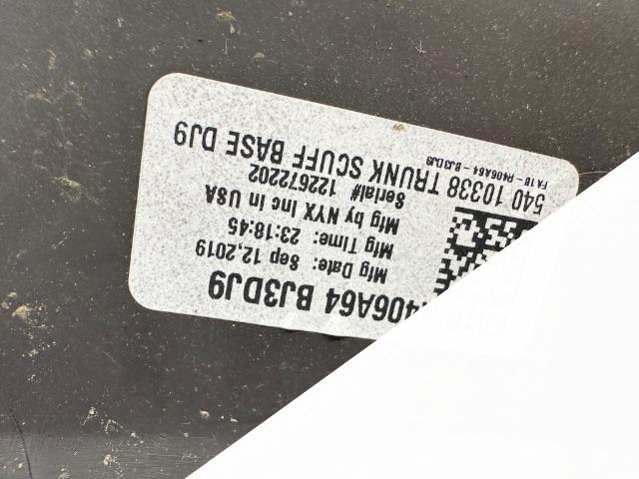 406A64 BJ3DJ9
Mfg Date: Sep 12,2019
Mfg Time: 23:18:45
Mfg by NYX Inc in USA
Serial# 122672202
540 10338 TRUNK SCUFF BASE DJ9
FA1B - R406A64 - BJ3DJ9